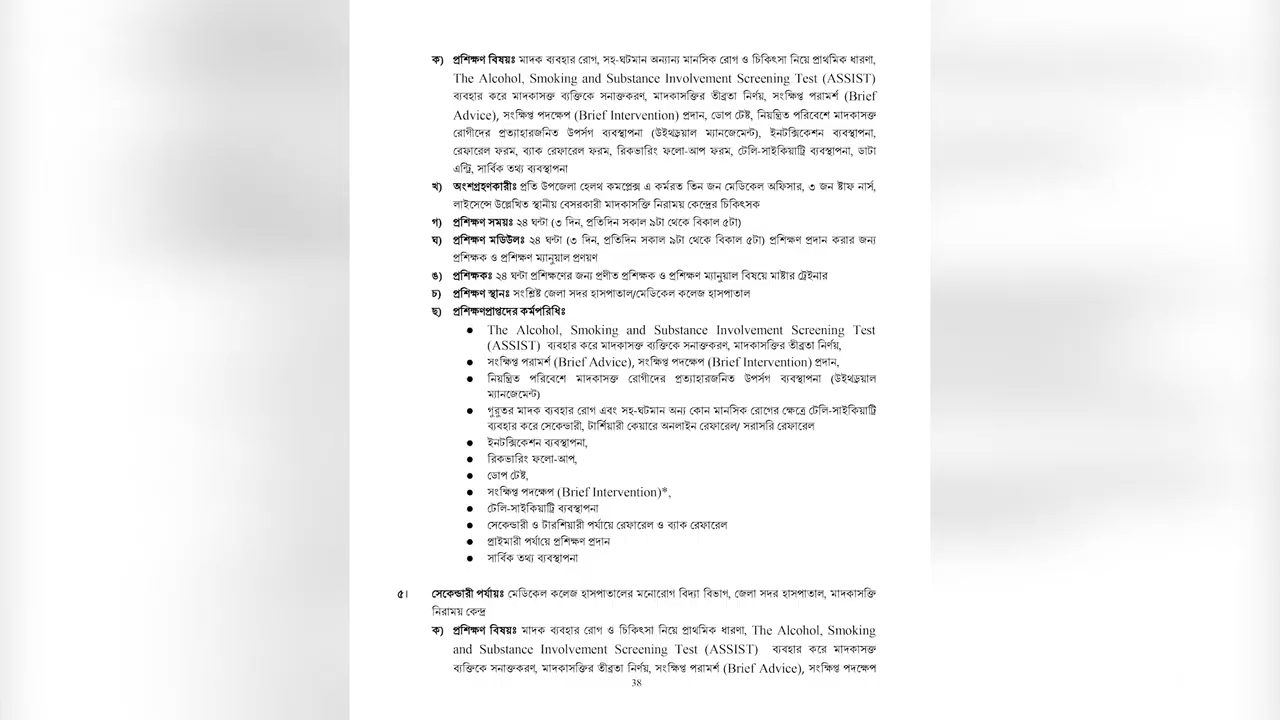 ক) প্রশিক্ষণ বিষয়ঃ মাদক ব্যবহার রোগ, সহ-ঘটমান অন্যান্য মানসিক রোগ ও চিকিৎসা নিয়ে প্রাথমিক ধারণা,
The Alcohol, Smoking and Substance Involvement Screening Test (ASSIST)
ব্যবহার করে মাদকাসক্ত ব্যক্তিকে সনাক্তকরণ, মাদকাসক্তির তীব্রতা নির্ণয়, সংক্ষিপ্ত পরামর্শ (Brief
Advice), সংক্ষিপ্ত পদক্ষেপ (Brief Intervention) প্রদান, ডোপ টেষ্ট, নিয়ন্ত্রিত পরিবেশে মাদকাসক্ত
রোগীদের প্রত্যাহারজনিত উপর্সগ ব্যবস্থাপনা (উইথড্রয়াল ম্যানেজমেন্ট), ইনটক্সিকেশন ব্যবস্থাপনা,
রেফারেল ফরম, ব্যাক রেফারেল ফরম, রিকভারিং ফলো-আপ ফরম, টেলি-সাইকিয়াট্রি ব্যবস্থাপনা, ডাটা
এন্ট্রি, সার্বিক তথ্য ব্যবস্থাপনা
খ) অংশগ্রহণকারীঃ প্রতি উপজেলা হেলথ কমপ্লেক্স এ কর্মরত তিন জন মেডিকেল অফিসার, ৩ জন ষ্টাফ নার্স,
লাইসেন্সে উল্লেখিত স্থানীয় বেসরকারী মাদকাসক্তি নিরাময় কেন্দ্রের চিকিৎসক
গ) প্রশিক্ষণ সময়ঃ ২৪ ঘন্টা (৩ দিন, প্রতিদিন সকাল ৯টা থেকে বিকাল ৫টা)
ঘ) প্রশিক্ষণ মডিউলঃ ২৪ ঘন্টা (৩ দিন, প্রতিদিন সকাল ৯টা থেকে বিকাল ৫টা) প্রশিক্ষণ প্রদান করার জন্য
প্রশিক্ষক ও প্রশিক্ষণ ম্যানুয়াল প্রণয়ণ
ঙ) প্রশিক্ষকঃ ২৪ ঘন্টা প্রশিক্ষণের জন্য প্রণীত প্রশিক্ষক ও প্রশিক্ষণ ম্যানুয়াল বিষয়ে মাষ্টার ট্রেইনার
চ) প্রশিক্ষণ স্থানঃ সংশ্লিষ্ট জেলা সদর হাসপাতাল/মেডিকেল কলেজ হাসপাতাল
ছ) প্রশিক্ষণপ্রাপ্তদের কর্মপরিধিঃ
● The Alcohol, Smoking and Substance Involvement Screening Test
(ASSIST) ব্যবহার করে মাদকাসক্ত ব্যক্তিকে সনাক্তকরণ, মাদকাসক্তির তীব্রতা নির্ণয়,
● সংক্ষিপ্ত পরামর্শ (Brief Advice), সংক্ষিপ্ত পদক্ষেপ (Brief Intervention) প্রদান,
● নিয়ন্ত্রিত পরিবেশে মাদকাসক্ত রোগীদের প্রত্যাহারজনিত উপর্সগ ব্যবস্থাপনা (উইথড্রয়াল
ম্যানেজমেন্ট)
● গুরুতর মাদক ব্যবহার রোগ এবং সহ-ঘটমান অন্য কোন মানসিক রোগের ক্ষেত্রে টেলি-সাইকিয়াট্রি
ব্যবহার করে সেকেন্ডারী, টার্শিয়ারী কেয়ারে অনলাইন রেফারেল/ সরাসরি রেফারেল
● ইনটক্সিকেশন ব্যবস্থাপনা,
● রিকভারিং ফলো-আপ,
● ডোপ টেষ্ট,
● সংক্ষিপ্ত পদক্ষেপ (Brief Intervention)*,
● টেলি-সাইকিয়াট্রি ব্যবস্থাপনা
● সেকেন্ডারী ও টারশিয়ারী পর্যায়ে রেফারেল ও ব্যাক রেফারেল
● প্রাইমারী পর্যায়ে প্রশিক্ষণ প্রদান
● সার্বিক তথ্য ব্যবস্থাপনা
৫। সেকেন্ডারী পর্যায়ঃ মেডিকেল কলেজ হাসপাতালের মনোরোগ বিদ্যা বিভাগ, জেলা সদর হাসপাতাল, মাদকাসক্তি
নিরাময় কেন্দ্র
ক) প্রশিক্ষণ বিষয়ঃ মাদক ব্যবহার রোগ ও চিকিৎসা নিয়ে প্রাথমিক ধারণা, The Alcohol, Smoking
and Substance Involvement Screening Test (ASSIST) ব্যবহার করে মাদকাসক্ত
ব্যক্তিকে সনাক্তকরণ, মাদকাসক্তির তীব্রতা নির্ণয়, সংক্ষিপ্ত পরামর্শ (Brief Advice), সংক্ষিপ্ত পদক্ষেপ
38